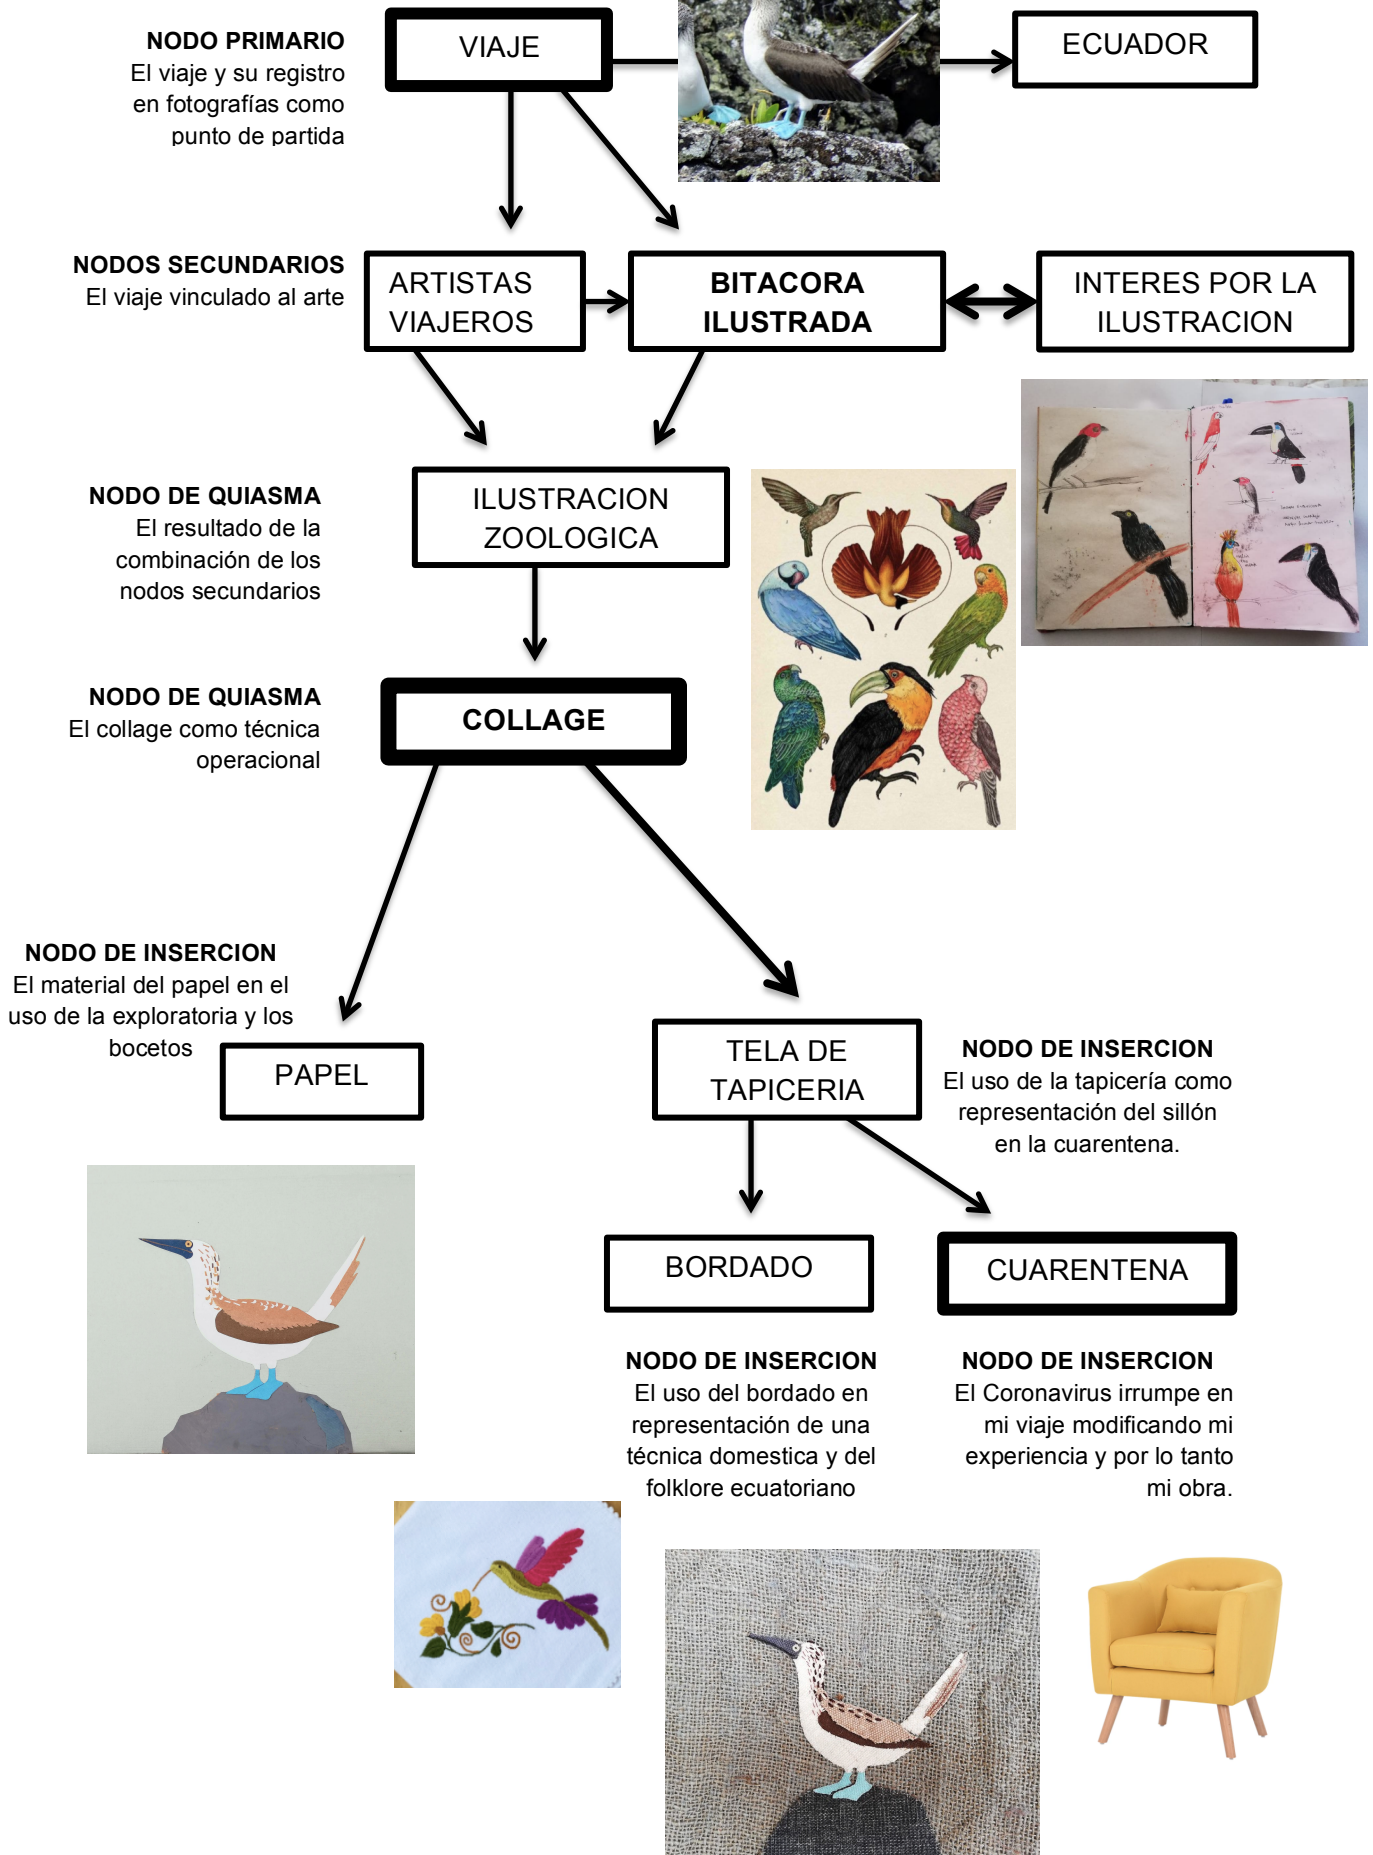 NODO PRIMARIO
El viaje y su registro
en fotografías como
punto de partida
VIAJE
ECUADOR
NODOS SECUNDARIOS
El viaje vinculado al arte
ARTISTAS
VIAJEROS
BITACORA
ILUSTRADA
INTERES POR LA
ILUSTRACION
NODO DE QUIASMA
El resultado de la
combinación de los
nodos secundarios
ILUSTRACION
ZOOLOGICA
NODO DE QUIASMA
El collage como técnica
operacional
COLLAGE
NODO DE INSERCION
El material del papel en el
uso de la exploratoria y los
bocetos
PAPEL
TELA DE
TAPICERIA
NODO DE INSERCION
El uso de la tapicería como
representación del sillón
en la cuarentena.
BORDADO
CUARENTENA
NODO DE INSERCION
El uso del bordado en
representación de una
técnica domestica y del
folklore ecuatoriano
NODO DE INSERCION
El Coronavirus irrumpe en
mi viaje modificando mi
experiencia y por lo tanto
mi obra.